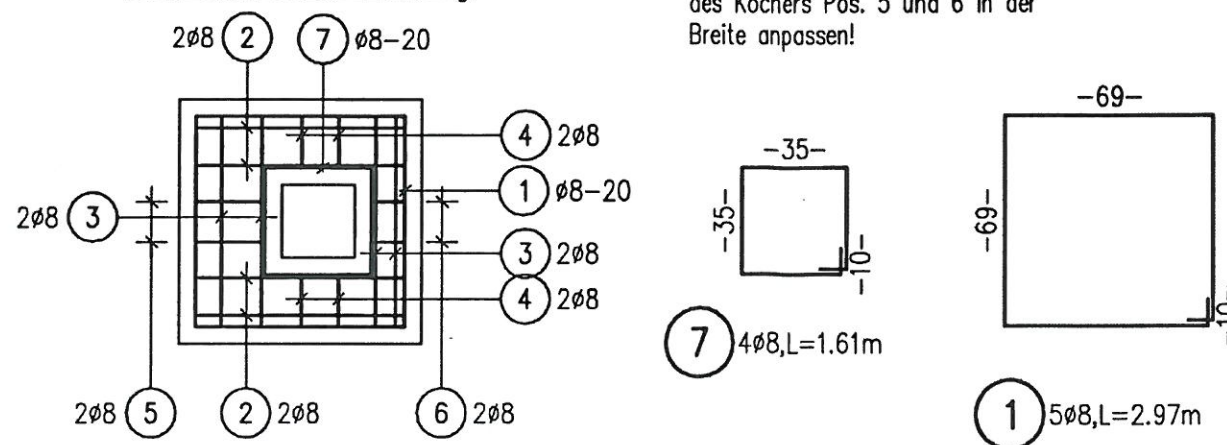 des Köchers Pos. 5 und 6 in der
Breite anpassen!
2ø8 2
7 ø8-20
4 2ø8
1 ø8-20
2ø8 3
3 2ø8
4 2ø8
2ø8 5
2 2ø8
6 2ø8
-35-
-35-
-10-
7 4ø8,L=1.61m
-69-
-69-
-10-
1 5ø8,L=2.97m